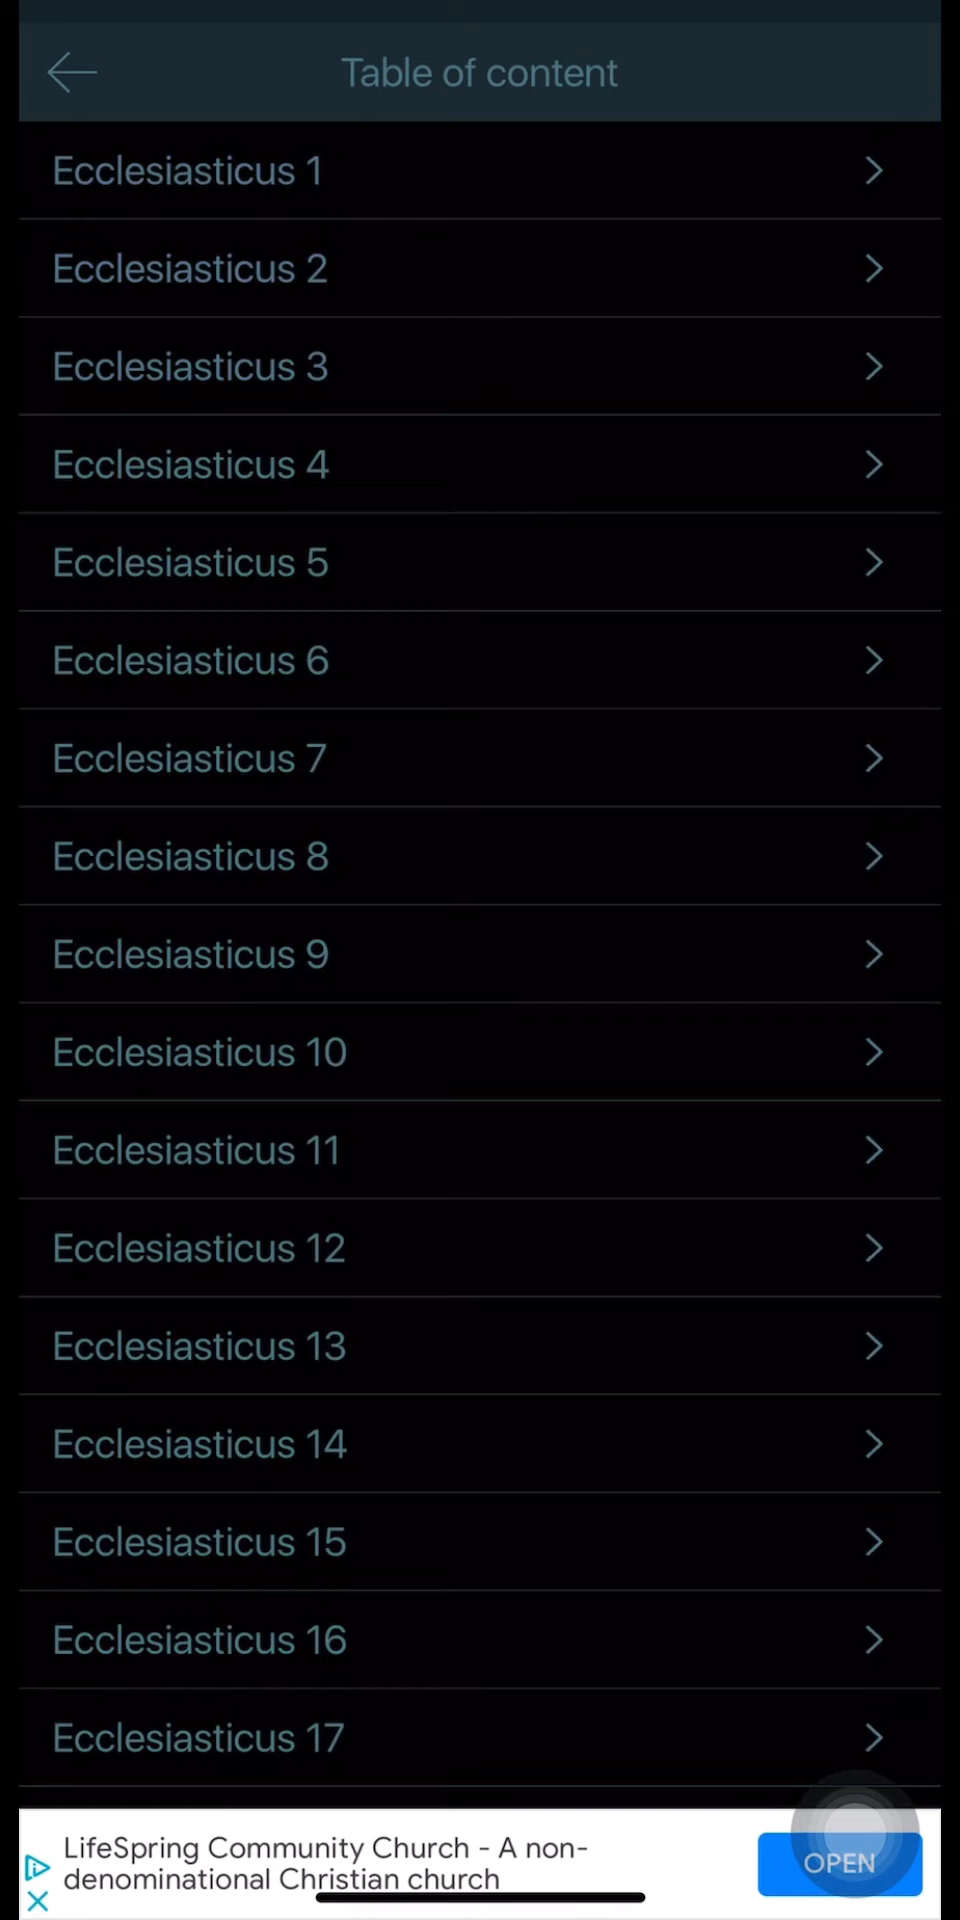 Table of content
Ecclesiasticus 1
Ecclesiasticus 2
Ecclesiasticus 3
Ecclesiasticus 4
Ecclesiasticus 5
Ecclesiasticus 6
Ecclesiasticus 7
Ecclesiasticus 8
Ecclesiasticus 9
Ecclesiasticus 10
Ecclesiasticus 11
Ecclesiasticus 12
Ecclesiasticus 13
Ecclesiasticus 14
Ecclesiasticus 15
Ecclesiasticus 16
Ecclesiasticus 17
LifeSpring Community Church - A non-
denominational Christian church
OPEN